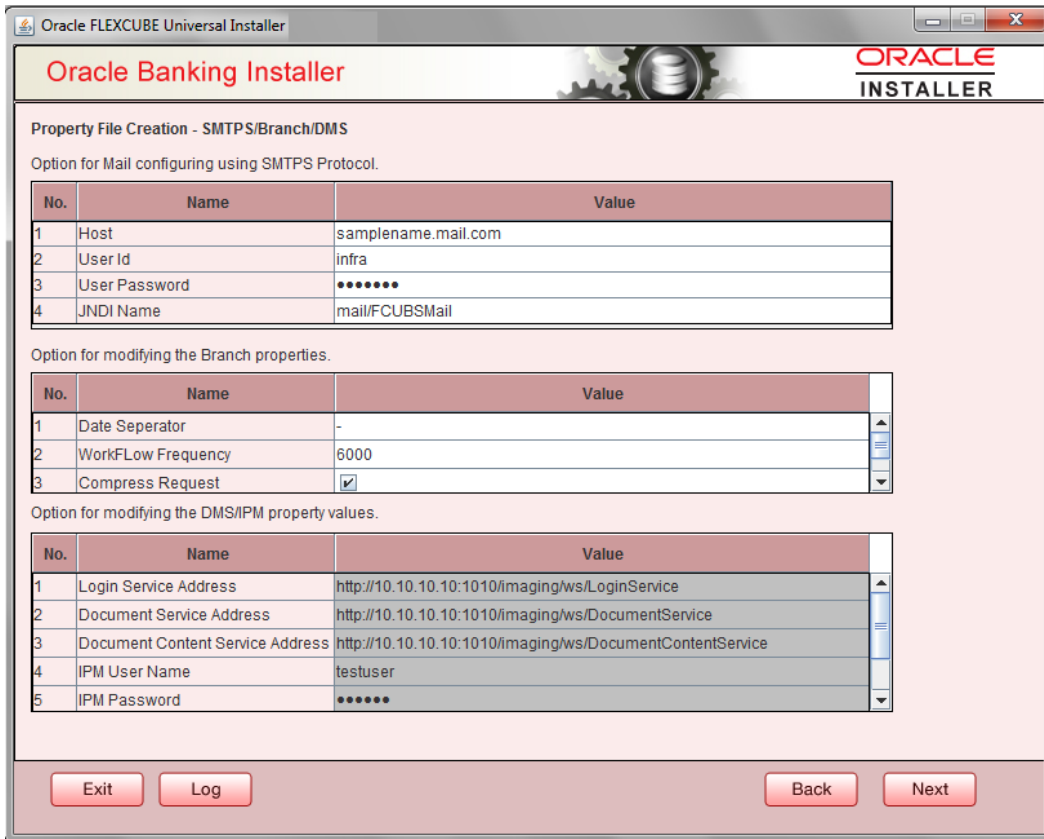 Oracle FLEXCUBE Universal Installer
Oracle Banking Installer
ORACLE
INSTALLER
Property File Creation - SMTPS/Branch/DMS
Option for Mail configuring using SMTPS Protocol.
No. Name Value
1 Host samplename.mail.com
2 User Id infra
3 User Password •••••••
4 JNDI Name mail/FCUBSMail
Option for modifying the Branch properties.
No. Name Value
1 Date Seperator -
2 WorkFLow Frequency 6000
3 Compress Request
Option for modifying the DMS/IPM property values.
No. Name Value
1 Login Service Address http://10.10.10.10:1010/imaging/ws/LoginService
2 Document Service Address http://10.10.10.10:1010/imaging/ws/DocumentService
3 Document Content Service Address http://10.10.10.10:1010/imaging/ws/DocumentContentService
4 IPM User Name testuser
5 IPM Password ••••••
Exit Log Back Next